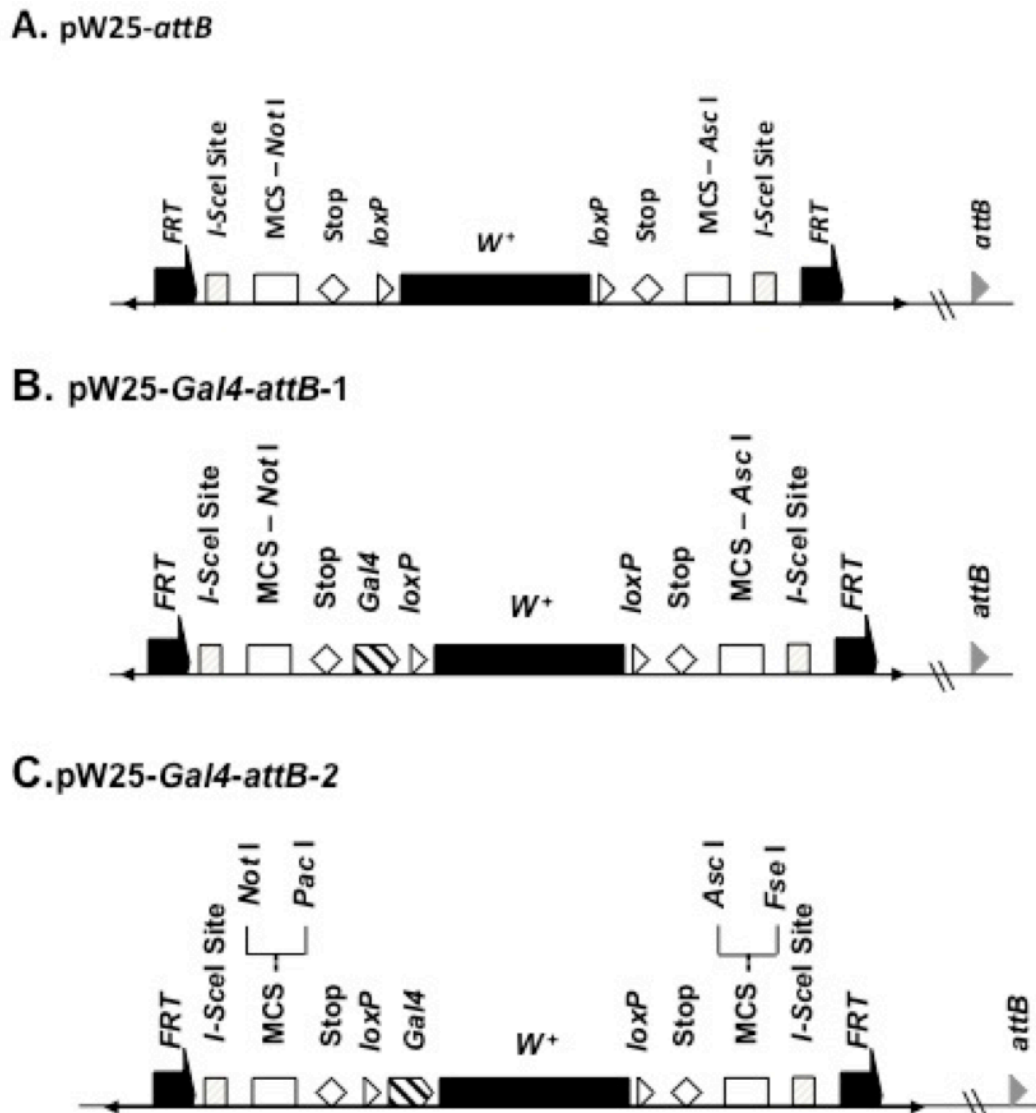 A. pW25-attB
FRT
I-SceI Site
MCS – Not I
Stop
loxP
W+
loxP
Stop
MCS – Asc I
I-SceI Site
FRT
attB
B. pW25-Gal4-attB-1
FRT
I-SceI Site
MCS – Not I
Stop
Gal4
loxP
W+
loxP
Stop
MCS – Asc I
I-SceI Site
FRT
attB
C.pW25-Gal4-attB-2
FRT
I-SceI Site
Not I
MCS
Pac I
Stop
loxP
Gal4
W+
loxP
Stop
Asc I
MCS
Fse I
I-SceI Site
FRT
attB